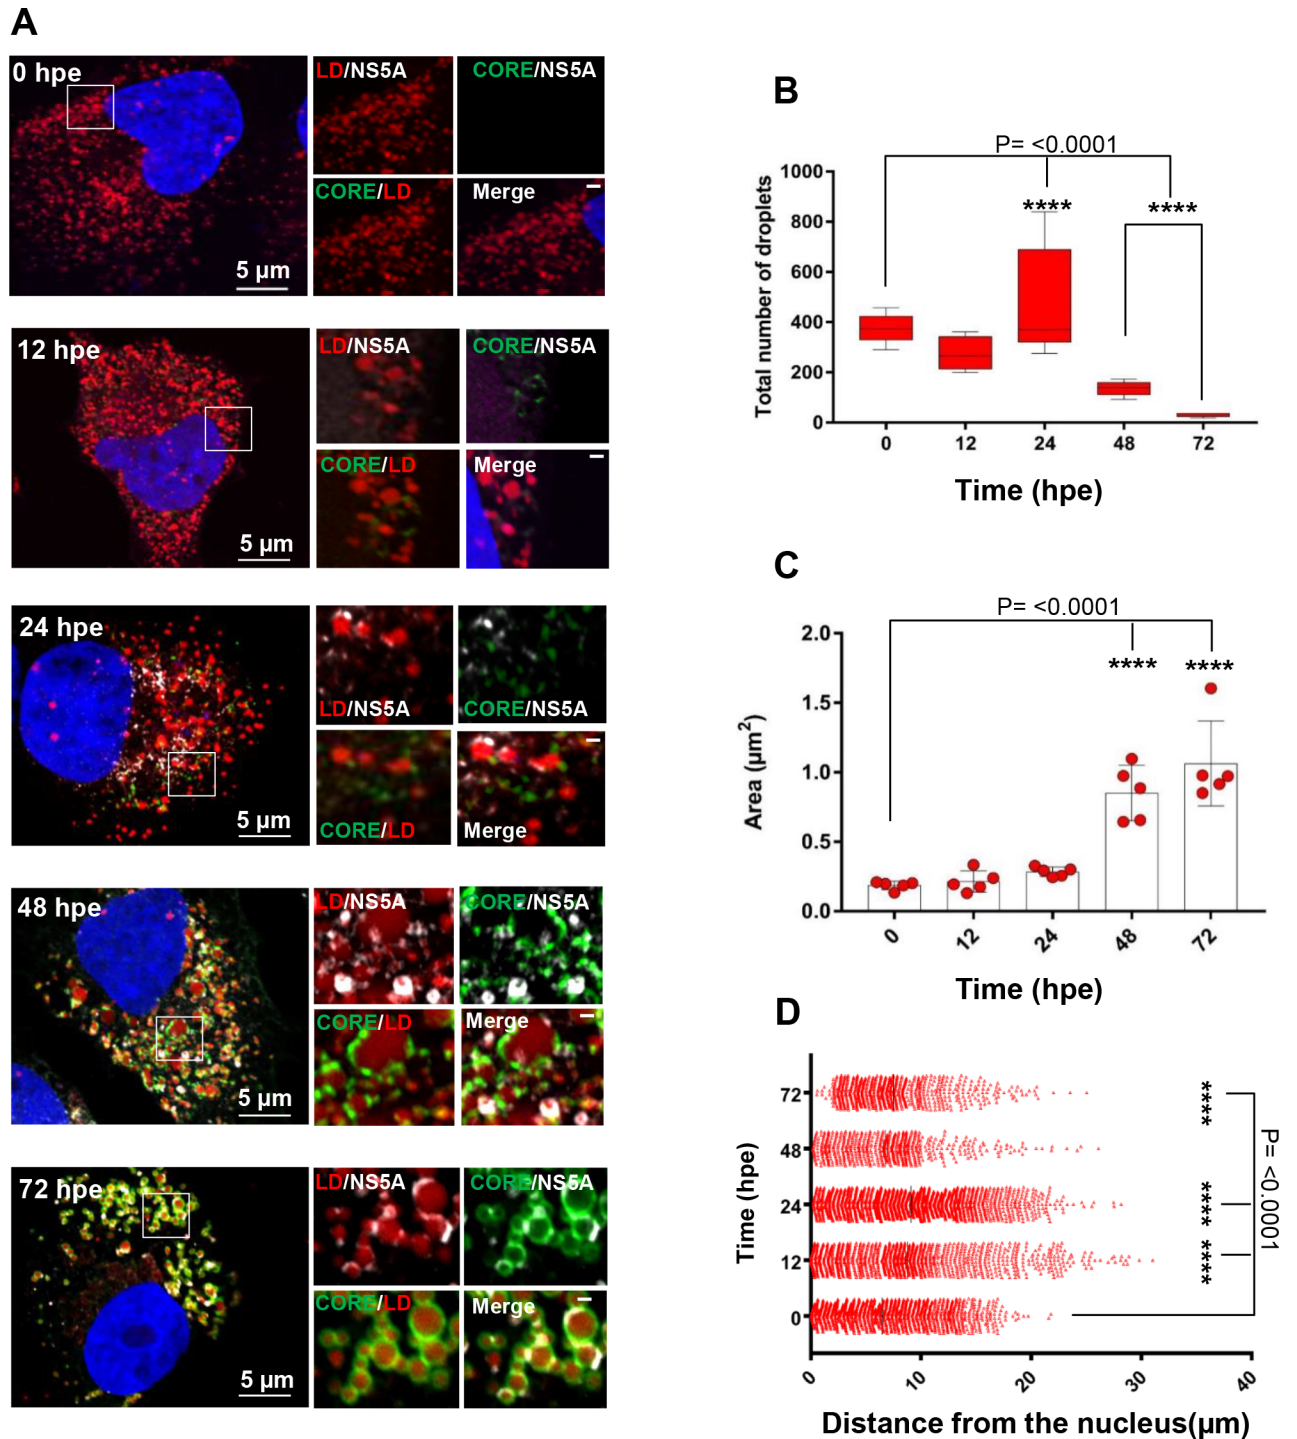 A
0 hpe
LD/NS5A
CORE/NS5A
CORE/LD
Merge
5 µm
12 hpe
LD/NS5A
CORE/NS5A
CORE/LD
Merge
5 µm
24 hpe
LD/NS5A
CORE/NS5A
CORE/LD
Merge
5 µm
48 hpe
LD/NS5A
CORE/NS5A
CORE/LD
Merge
5 µm
72 hpe
LD/NS5A
CORE/NS5A
CORE/LD
Merge
5 µm
B
P= <0.0001
****
****
Total number of droplets
1000
800
600
400
200
0
0 12 24 48 72
Time (hpe)
C
P= <0.0001
**** ****
Area (µm²)
2.0
1.5
1.0
0.5
0.0
0 12 24 48 72
Time (hpe)
D
Time (hpe)
72
48
24
12
0
****
****
****
P= <0.0001
0 10 20 30 40
Distance from the nucleus(µm)